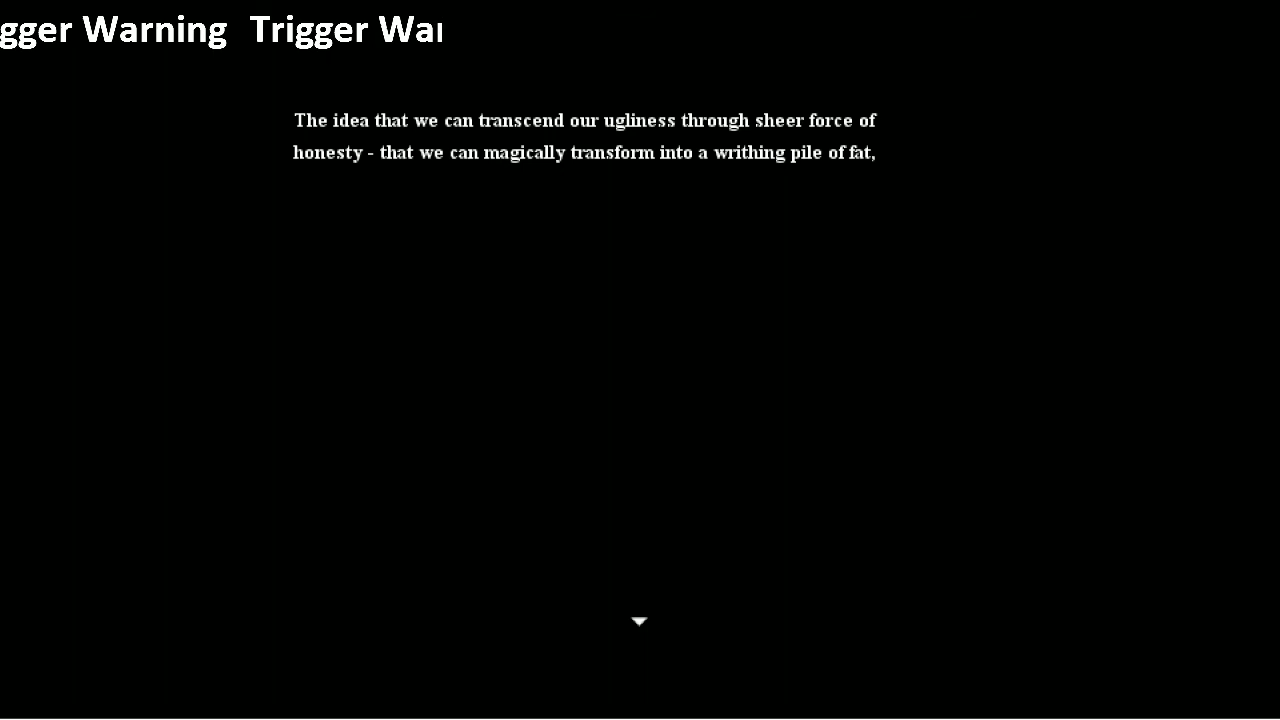 gger Warning Trigger Wa
The idea that we can transcend our ugliness through sheer force of
honesty - that we can magically transform into a writhing pile of fat,